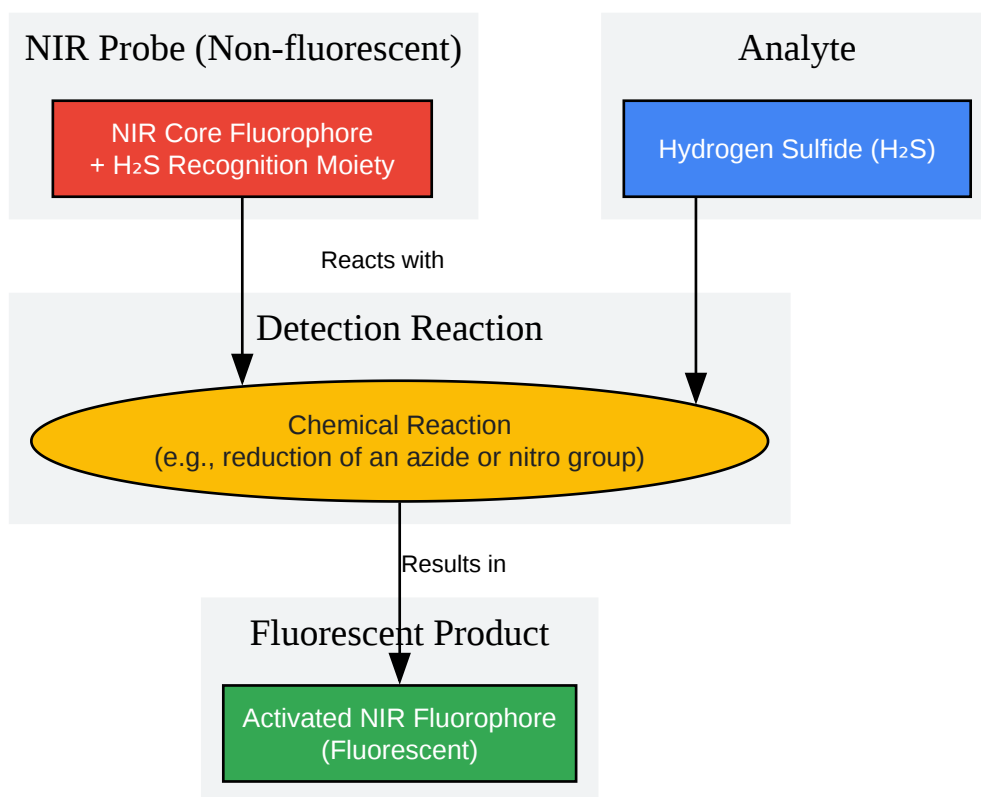 NIR Probe (Non-fluorescent)
Analyte
NIR Core Fluorophore
+ H₂S Recognition Moiety
Hydrogen Sulfide (H₂S)
Reacts with
Detection Reaction
Chemical Reaction
(e.g., reduction of an azide or nitro group)
Results in
Fluorescent Product
Activated NIR Fluorophore
(Fluorescent)